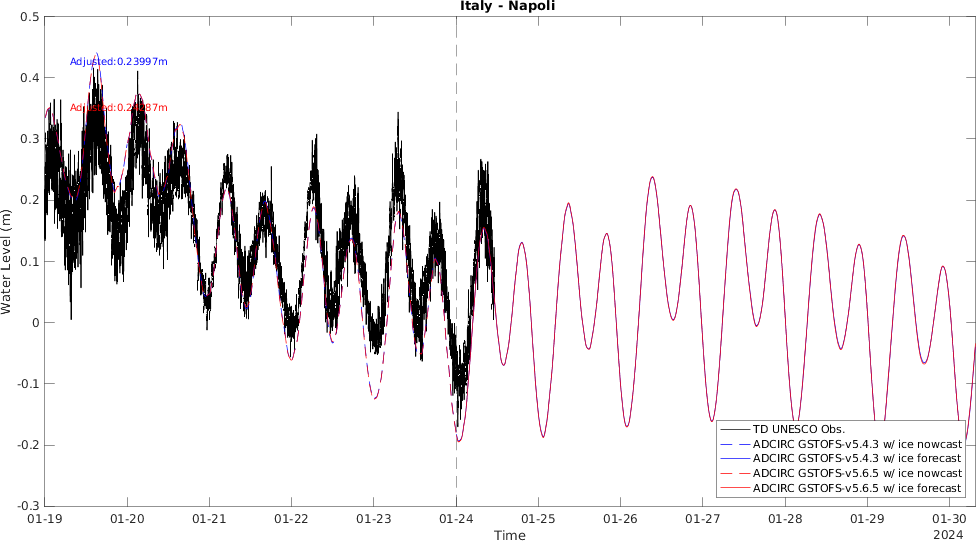 Italy - Napoli
0.5
0.4
0.3
0.2
0.1
0
-0.1
-0.2
-0.3
Water Level (m)
Adjusted:0.23997m
TD UNESCO Obs.
ADCIRC GSTOFS-v5.4.3 w/ ice nowcast
ADCIRC GSTOFS-v5.4.3 w/ ice forecast
ADCIRC GSTOFS-v5.6.5 w/ ice nowcast
ADCIRC GSTOFS-v5.6.5 w/ ice forecast
01-19 01-20 01-21 01-22 01-23 01-24 01-25 01-26 01-27 01-28 01-29 01-30
Time
2024